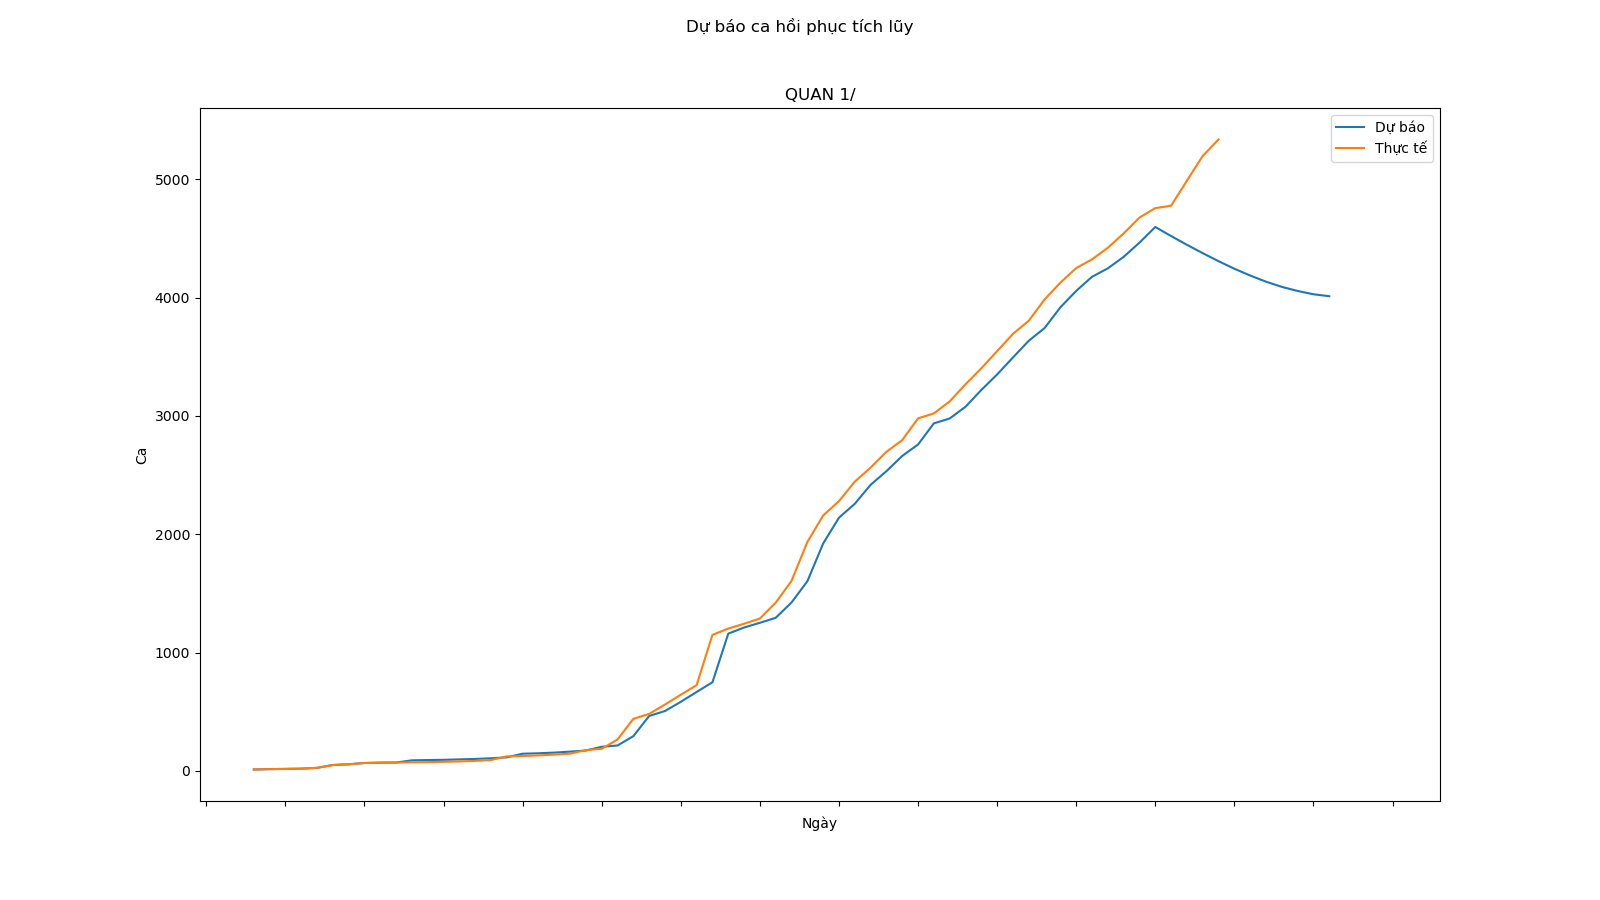 Dự báo ca hồi phục tích lũy
QUAN 1/
Dự báo
Thực tế
5000
4000
3000
2000
1000
0
Ca
Ngày